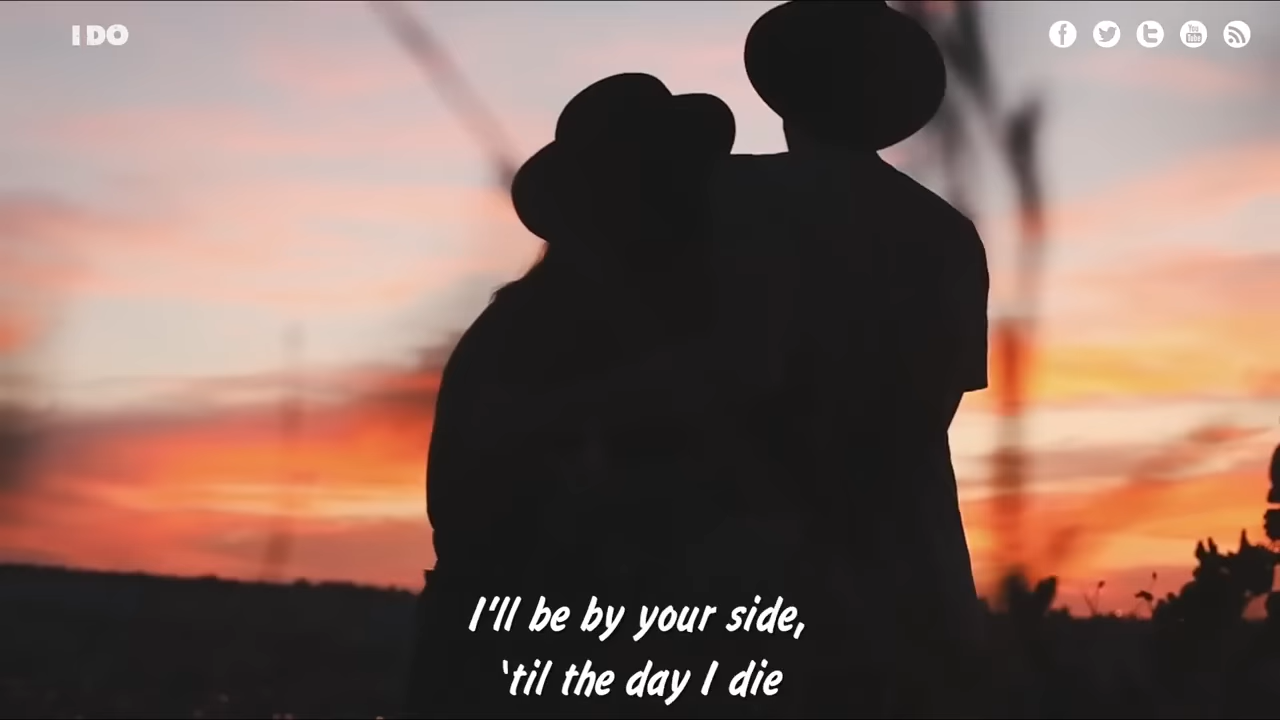 I DO
I'll be by your side,
‘til the day I die